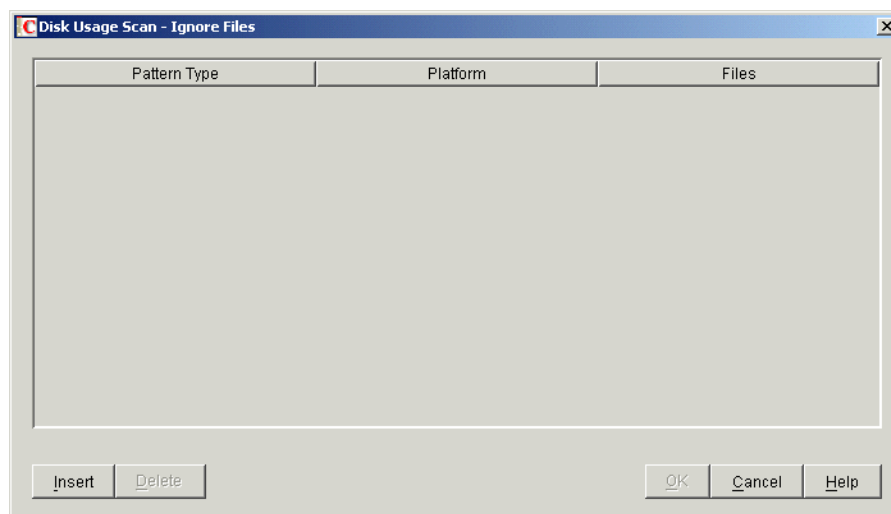 C Disk Usage Scan - Ignore Files
Pattern Type Platform Files
Insert Delete OK Cancel Help